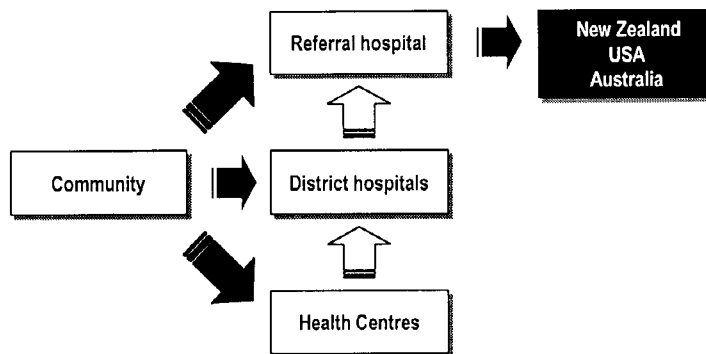 Referral hospital
New Zealand
USA
Australia
Community
District hospitals
Health Centres